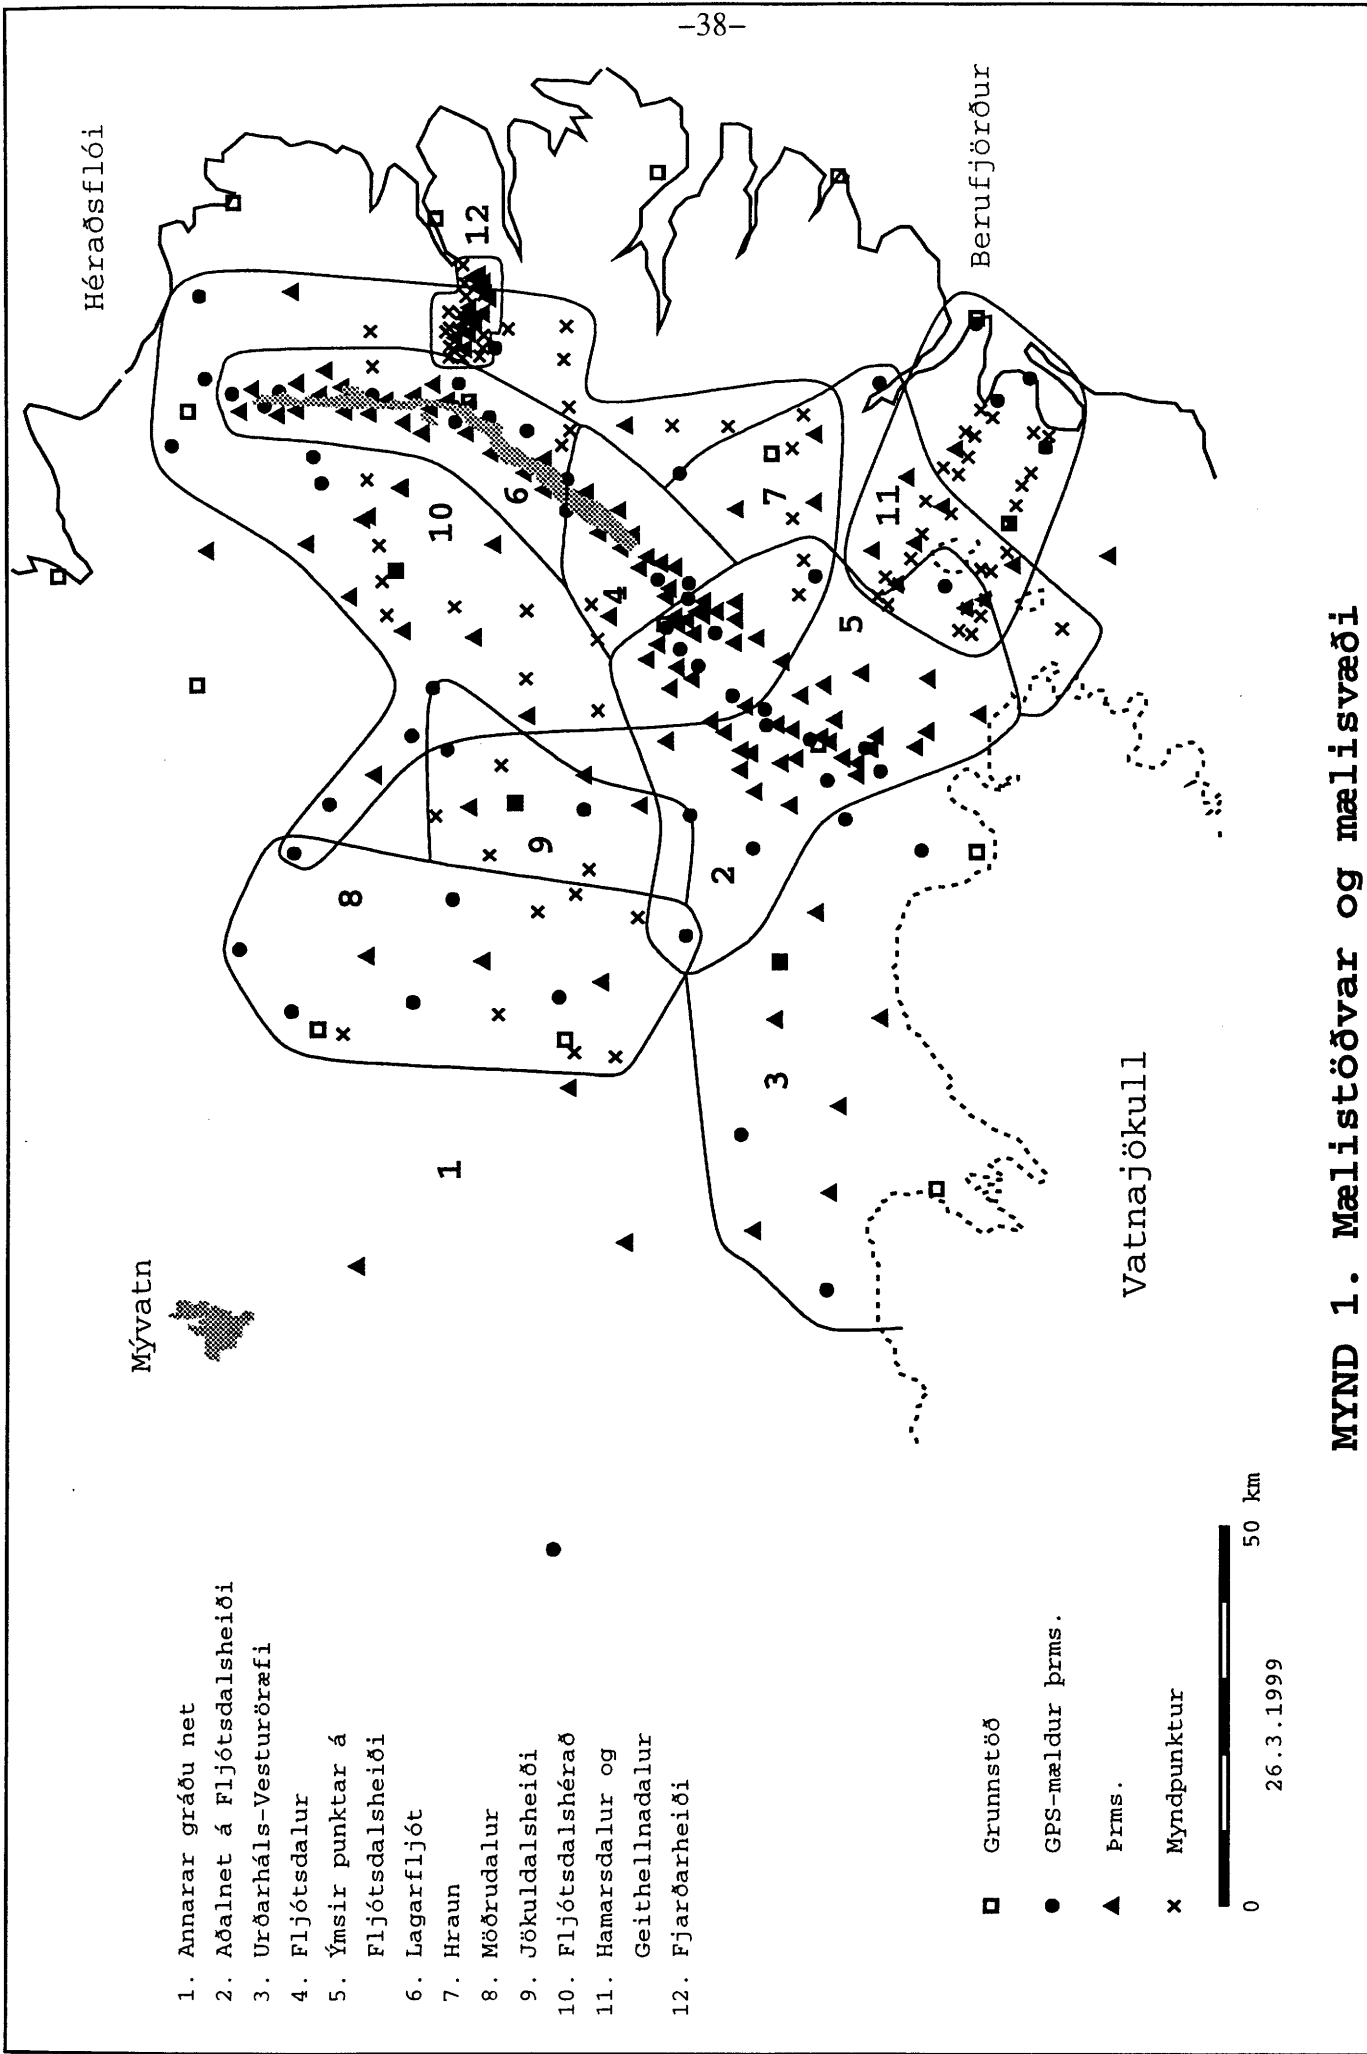 -38-
Héraðsflói
Mývatn
Berufjörður
Vatnajökull
1
2
3
4
5
6
7
8
9
10
11
12
1. Annarar gráðu net
2. Aðalnet á Fljótsdalsheiði
3. Urðarháls-Vesturöræfi
4. Fljótsdalur
5. Ýmsir punktar á
Fljótsdalsheiði
6. Lagarfljót
7. Hraun
8. Möðrudalur
9. Jökuldalsheiði
10. Fljótsdalshérað
11. Hamarsdalur og
Geithellnadalur
12. Fjarðarheiði
Grunnstöð
GPS-mældur þrms.
Þrms.
Myndpunktur
0 50 km
26.3.1999
MYND 1. Mælistöðvar og mælisvæði